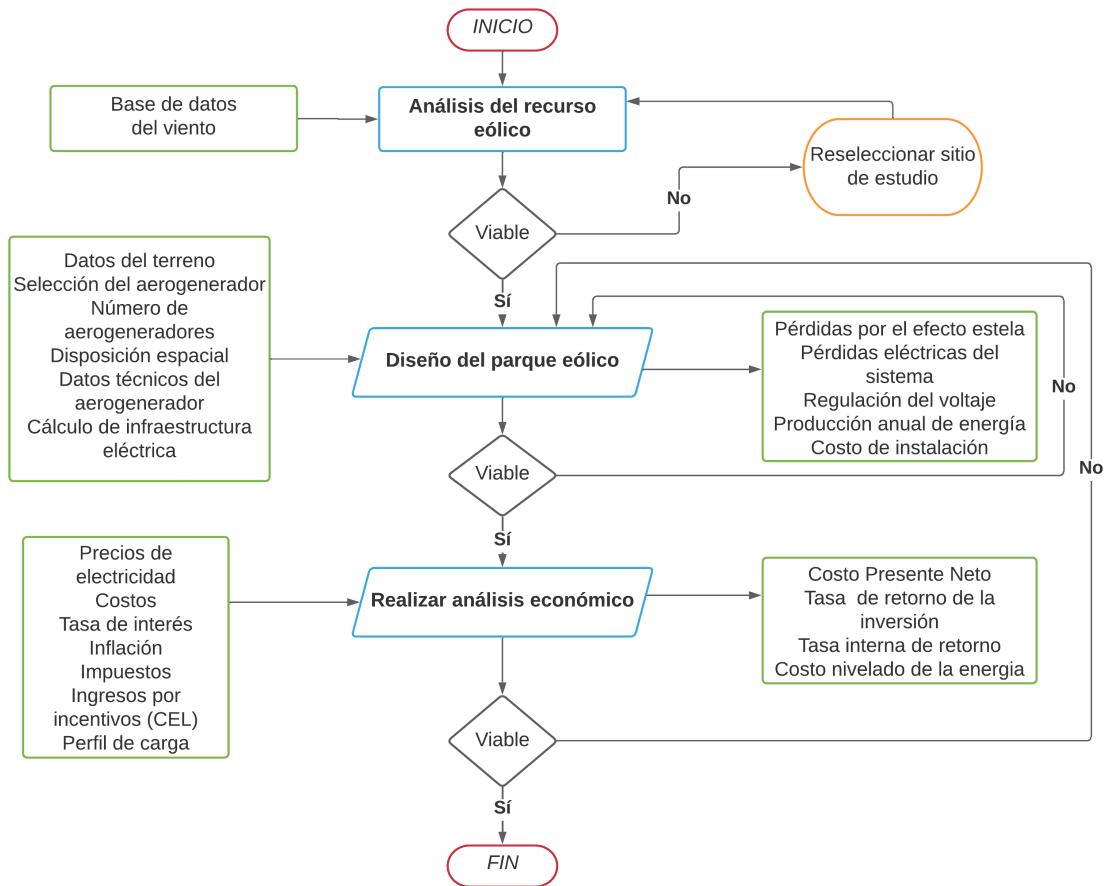 INICIO
Base de datos
del viento
Análisis del recurso
eólico
Reseleccionar sitio
de estudio
No
Viable
Sí
Datos del terreno
Selección del aerogenerador
Número de
aerogeneradores
Disposición espacial
Datos técnicos del
aerogenerador
Cálculo de infraestructura
eléctrica
Diseño del parque eólico
Pérdidas por el efecto estela
Pérdidas eléctricas del
sistema
Regulación del voltaje
Producción anual de energía
Costo de instalación
No
No
Viable
Sí
Precios de
electricidad
Costos
Tasa de interés
Inflación
Impuestos
Ingresos por
incentivos (CEL)
Perfil de carga
Realizar análisis económico
Costo Presente Neto
Tasa  de retorno de la
inversión
Tasa interna de retorno
Costo nivelado de la energia
Viable
Sí
FIN